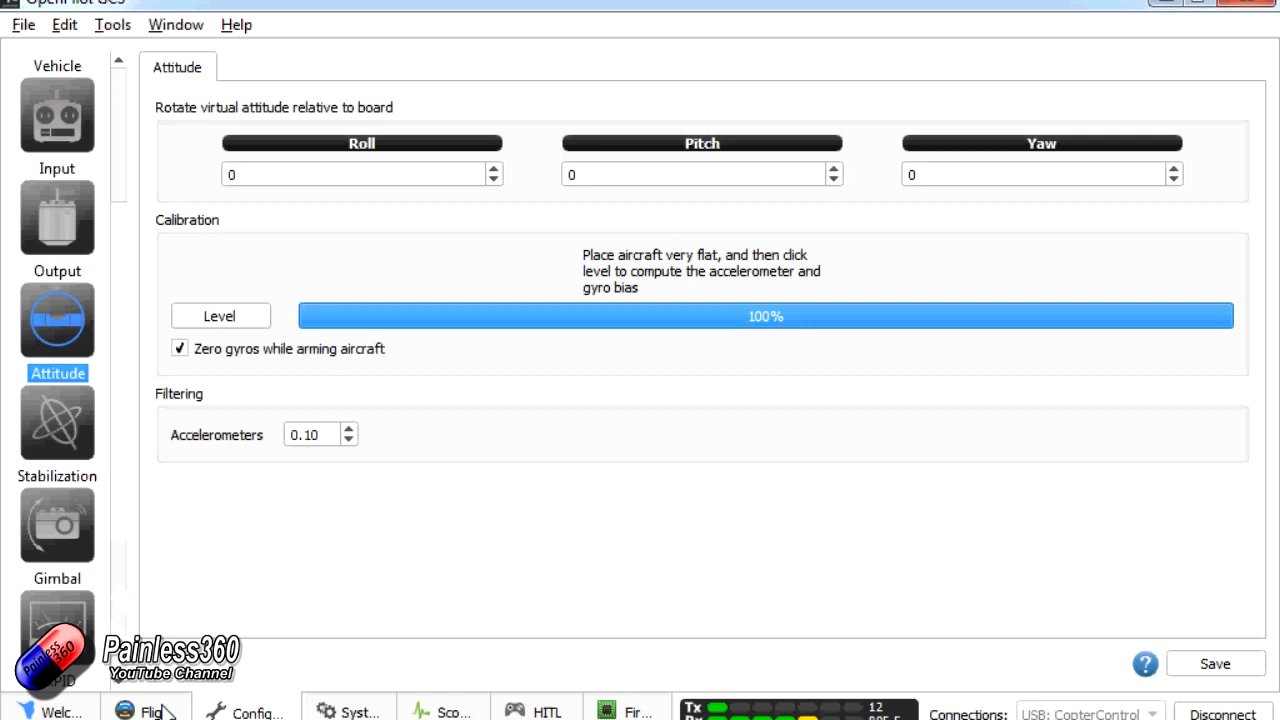 OpenPilot GCS
File Edit Tools Window Help
Vehicle
Input
Output
Attitude
Stabilization
Gimbal
Attitude
Rotate virtual attitude relative to board
Roll Pitch Yaw
0 0 0
Calibration
Place aircraft very flat, and then click
level to compute the accelerometer and
gyro bias
Level 100%
Zero gyros while arming aircraft
Filtering
Accelerometers 0.10
Painless360
Painless360
YouTube Channel
PID
Save
Welc... Flig Config... Syst... Sco... HITL Fir...
Tx 12
Connections: USB: CopterControl Disconnect